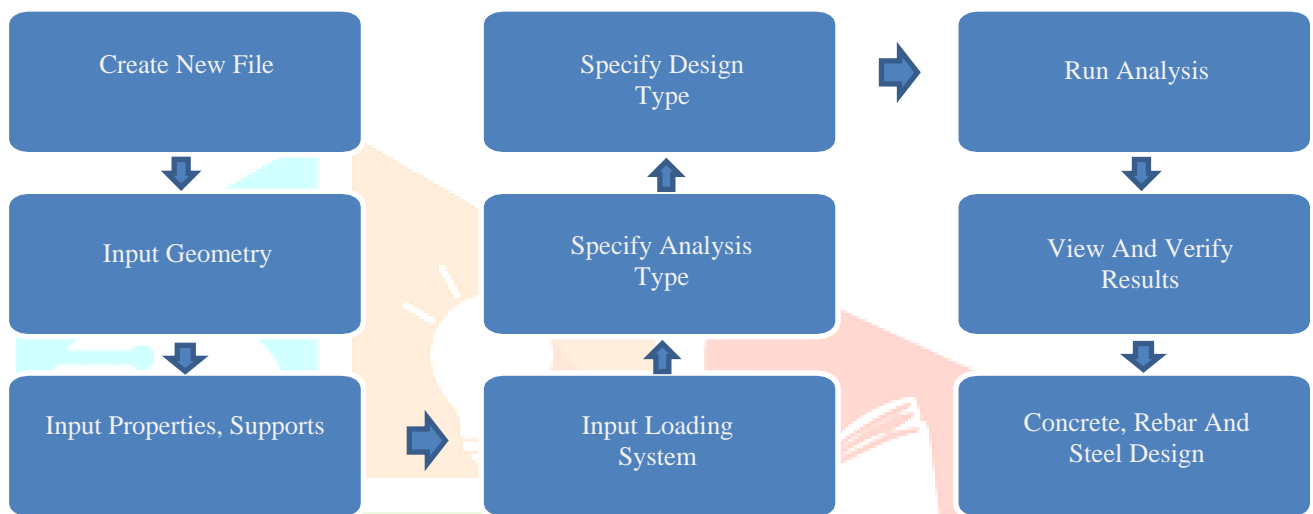 Create New File
Input Geometry
Input Properties, Supports
Input Loading
System
Specify Analysis
Type
Specify Design
Type
Run Analysis
View And Verify
Results
Concrete, Rebar And
Steel Design